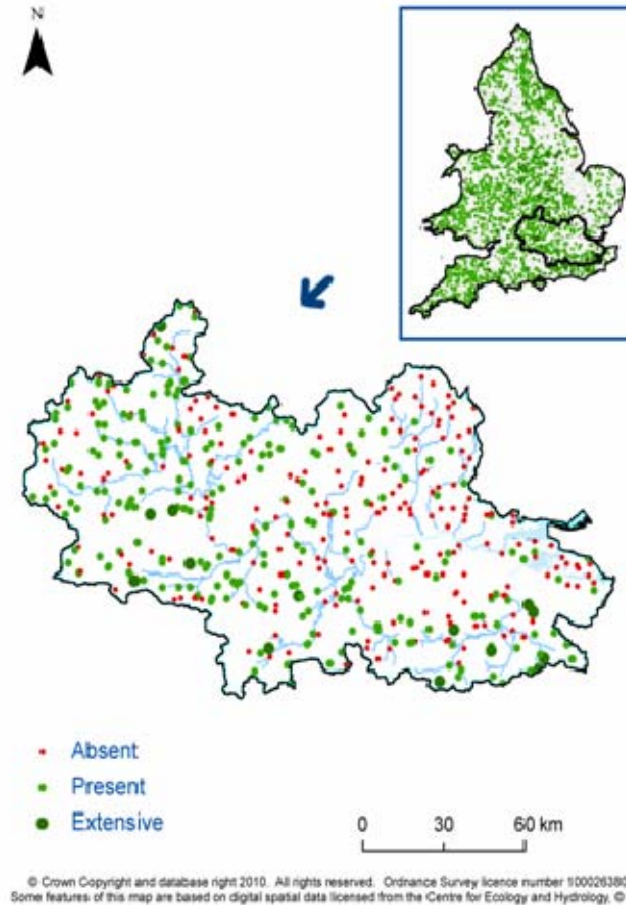 N
Absent
Present
Extensive
0 30 60 km
© Crown Copyright and database right 2010. All rights reserved. Ordnance Survey licence number 100026380
Some features of this map are based on digital spatial data licensed from the Centre for Ecology and Hydrology, ©